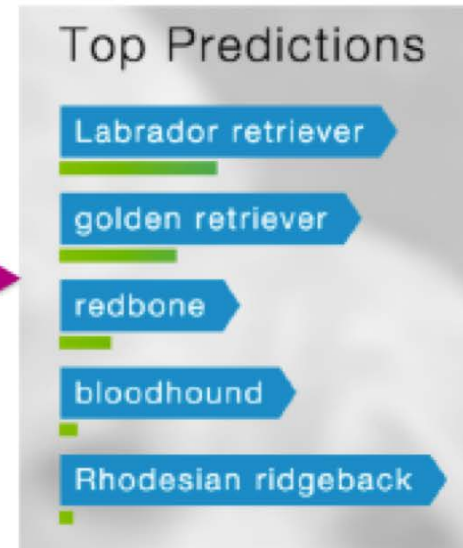 Top Predictions
Labrador retriever
golden retriever
redbone
bloodhound
Rhodesian ridgeback